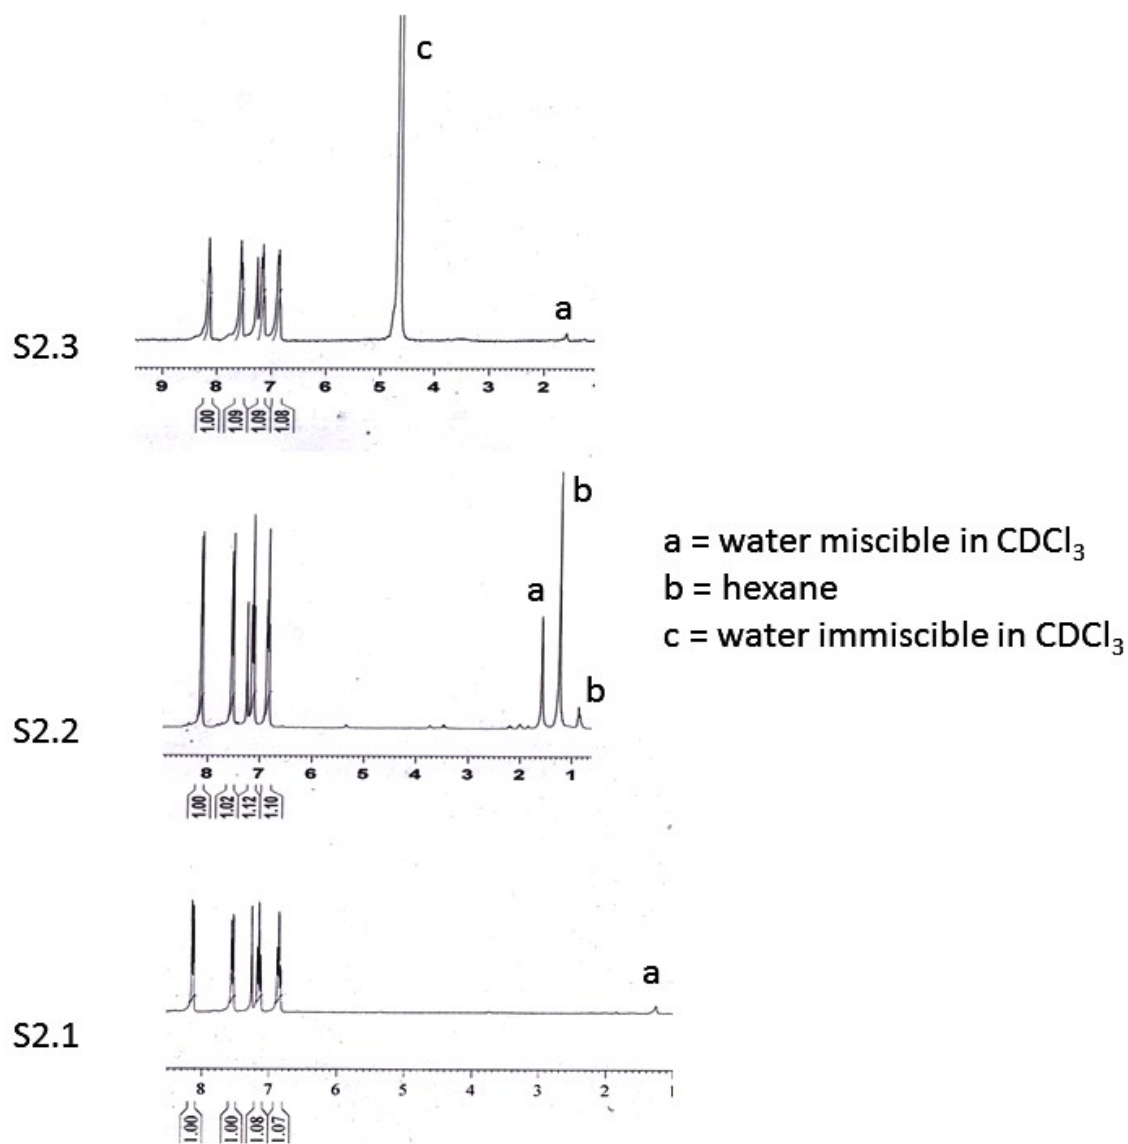 c
a
S2.3
9 8 7 6 5 4 3 2
1.00 1.09 1.09 1.08
b
a
b
S2.2
8 7 6 5 4 3 2 1
1.00 1.02 1.12 1.10
a = water miscible in CDCl₃
b = hexane
c = water immiscible in CDCl₃
a
S2.1
8 7 6 5 4 3 2 1
1.00 1.00 1.08 1.07